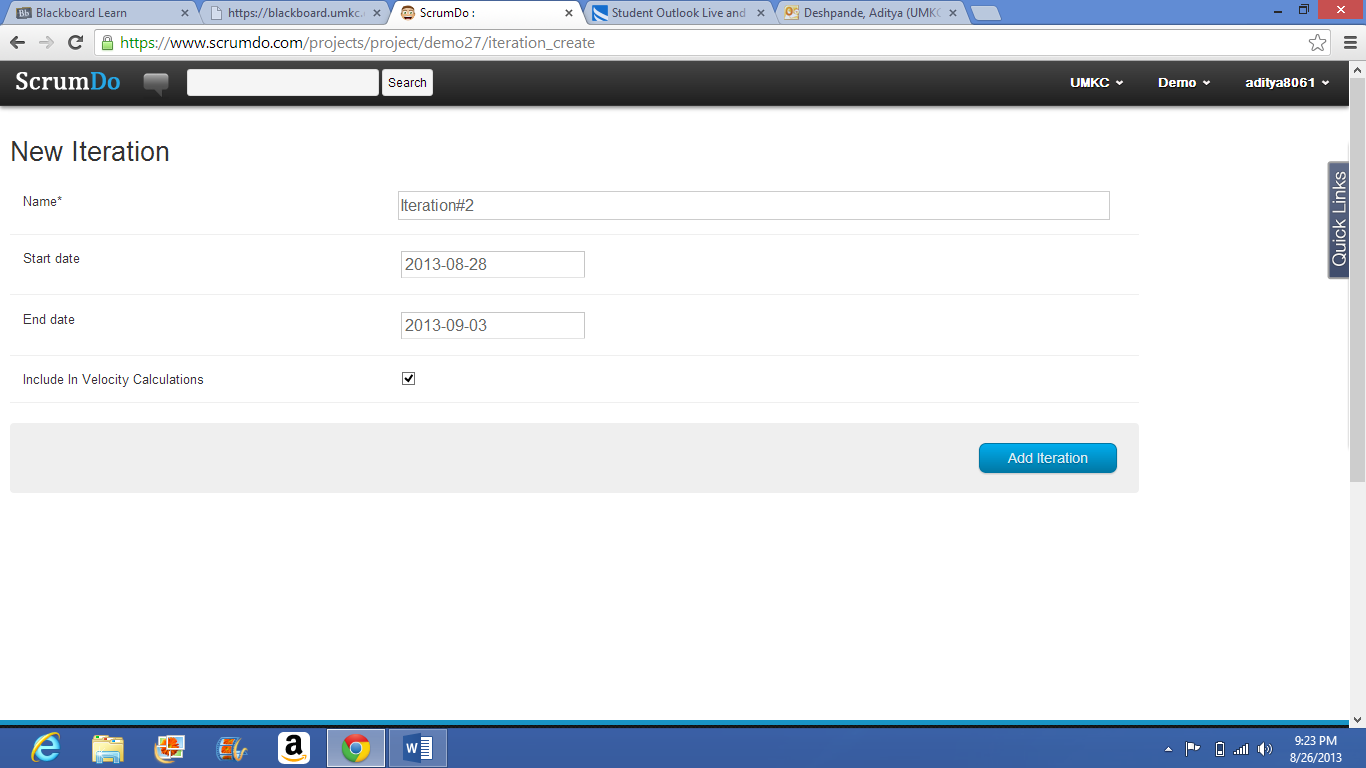 Blackboard Learn
https://blackboard.umkc.
ScrumDo :
Student Outlook Live and
Deshpande, Aditya (UMKC
https://www.scrumdo.com/projects/project/demo27/iteration_create
ScrumDo
Search
UMKC
Demo
aditya8061
New Iteration
Name*
Iteration#2
Start date
2013-08-28
End date
2013-09-03
Include In Velocity Calculations
Add Iteration
Quick Links
9:23 PM
8/26/2013